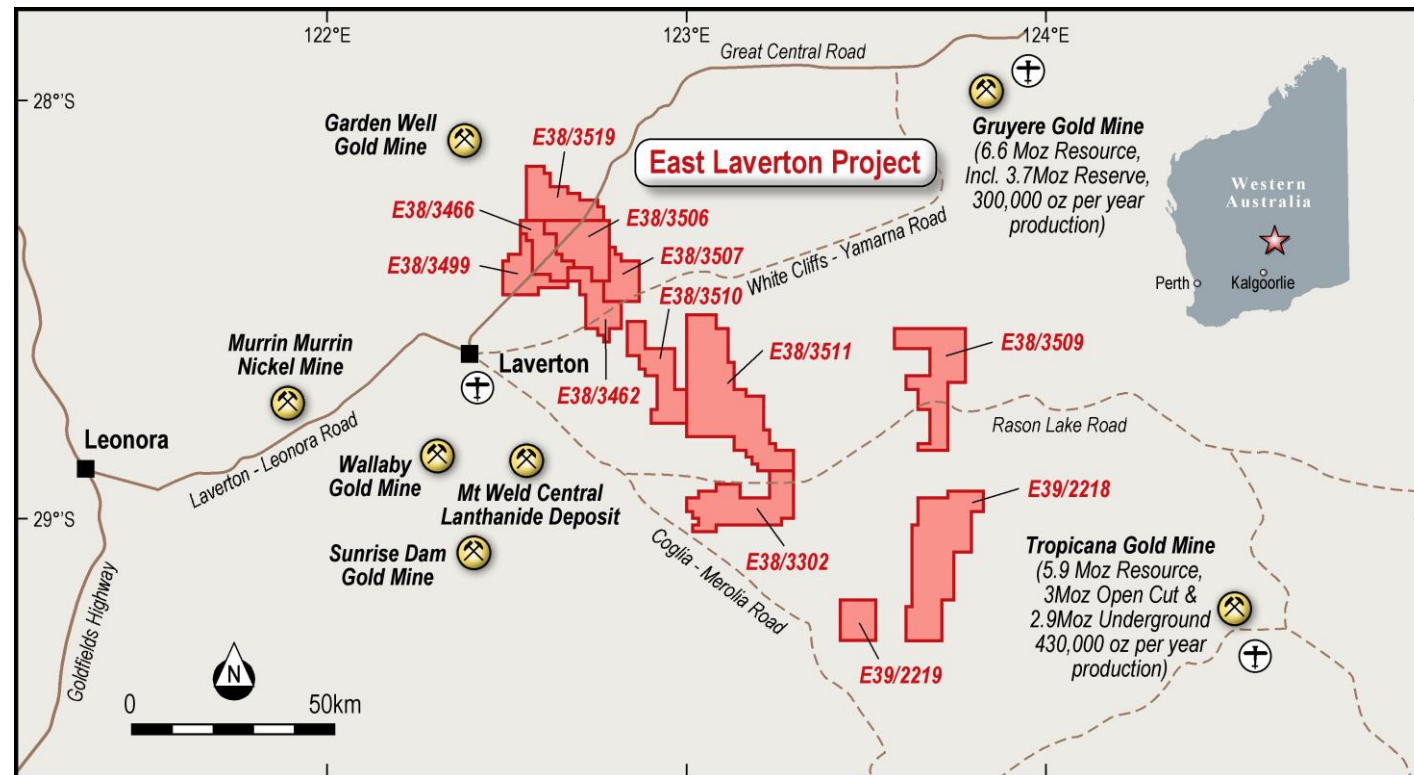 122°E
123°E
124°E
28°'S
29°S
Great Central Road
Garden Well
Gold Mine
E38/3519
East Laverton Project
Gruyere Gold Mine
(6.6 Moz Resource,
Incl. 3.7Moz Reserve,
300,000 oz per year
production)
Western
Australia
Perth
Kalgoorlie
E38/3466
E38/3506
E38/3499
E38/3507
White Cliffs - Yamarna Road
E38/3510
E38/3511
E38/3509
Murrin Murrin
Nickel Mine
Laverton
E38/3462
Leonora
Laverton - Leonora Road
Rason Lake Road
Wallaby
Gold Mine
Mt Weld Central
Lanthanide Deposit
Sunrise Dam
Gold Mine
E39/2218
E38/3302
Coglia - Merolia Road
Tropicana Gold Mine
(5.9 Moz Resource,
3Moz Open Cut &
2.9Moz Underground
430,000 oz per year
production)
E39/2219
Goldfields Highway
N
0
50km